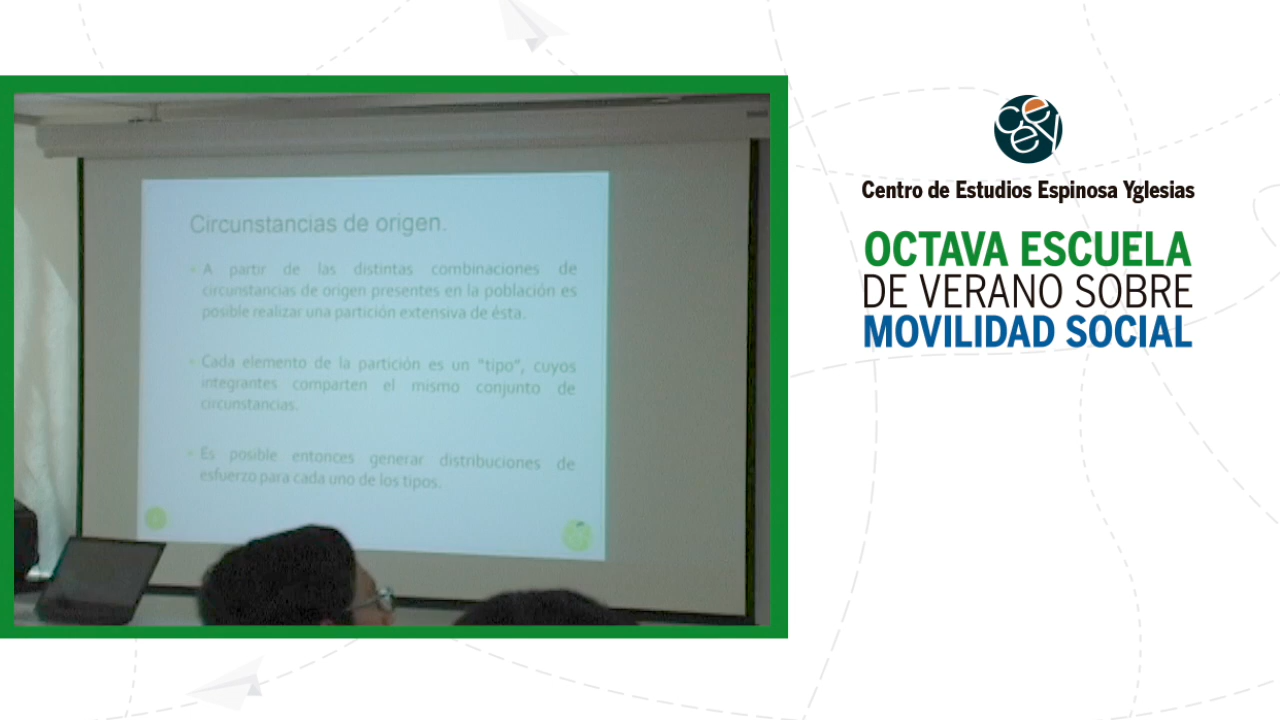 Circunstancias de origen.
A partir de las distintas combinaciones de
circunstancias de origen presentes en la población es
posible realizar una partición extensiva de ésta.
Cada elemento de la partición es un "tipo", cuyos
integrantes comparten el mismo conjunto de
circunstancias.
Es posible entonces generar distribuciones de
esfuerzo para cada uno de los tipos.
ceey
Centro de Estudios Espinosa Yglesias
OCTAVA ESCUELA
DE VERANO SOBRE
MOVILIDAD SOCIAL